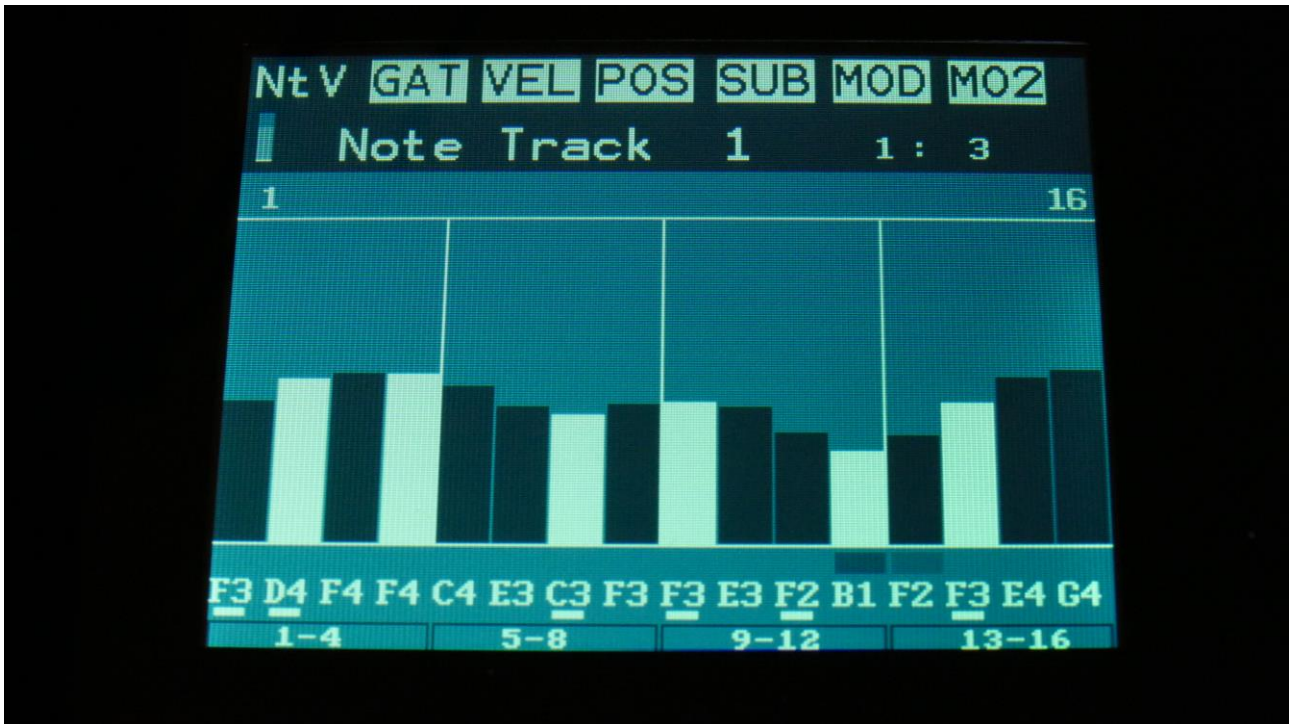 NtV GAT VEL POS SUB MOD MO2
Note Track 1 1: 3
1 16
F3 D4 F4 F4 C4 E3 C3 F3 F3 E3 F2 B1 F2 F3 E4 G4
1-4 5-8 9-12 13-16